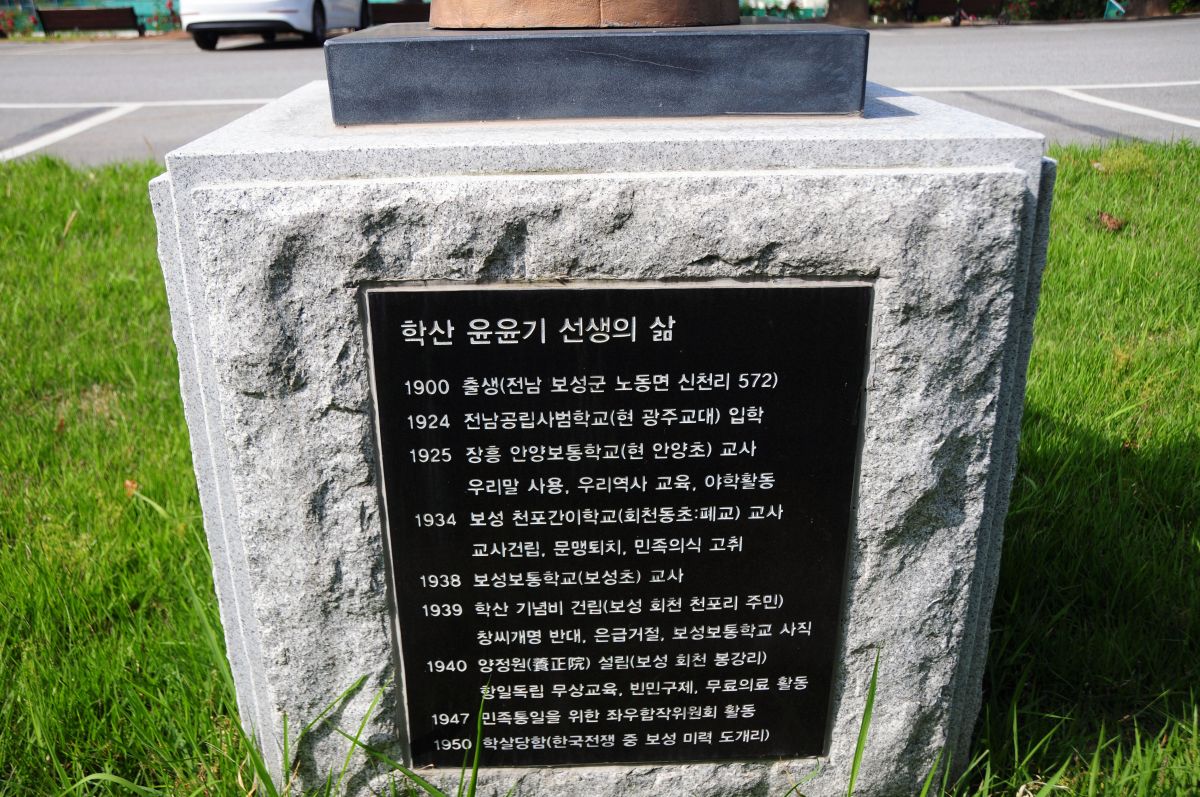 학산 윤윤기 선생의 삶
1900 출생(전남 보성군 노동면 신천리 572)
1924 전남공립사범학교(현 광주교대) 입학
1925 장흥 안양보통학교(현 안양초) 교사
우리말 사용, 우리역사 교육, 야학활동
1934 보성 천포간이학교(회천동초:폐교) 교사
교사건립, 문맹퇴치, 민족의식 고취
1938 보성보통학교(보성초) 교사
1939 학산 기념비 건립(보성 회천 천포리 주민)
창씨개명 반대, 은급거절, 보성보통학교 사직
1940 양정원(養正院) 설립(보성 회천 봉강리)
항일독립 무상교육, 빈민구제, 무료의료 활동
1947 민족통일을 위한 좌우합작위원회 활동
1950 학살당함(한국전쟁 중 보성 미력 도개리)